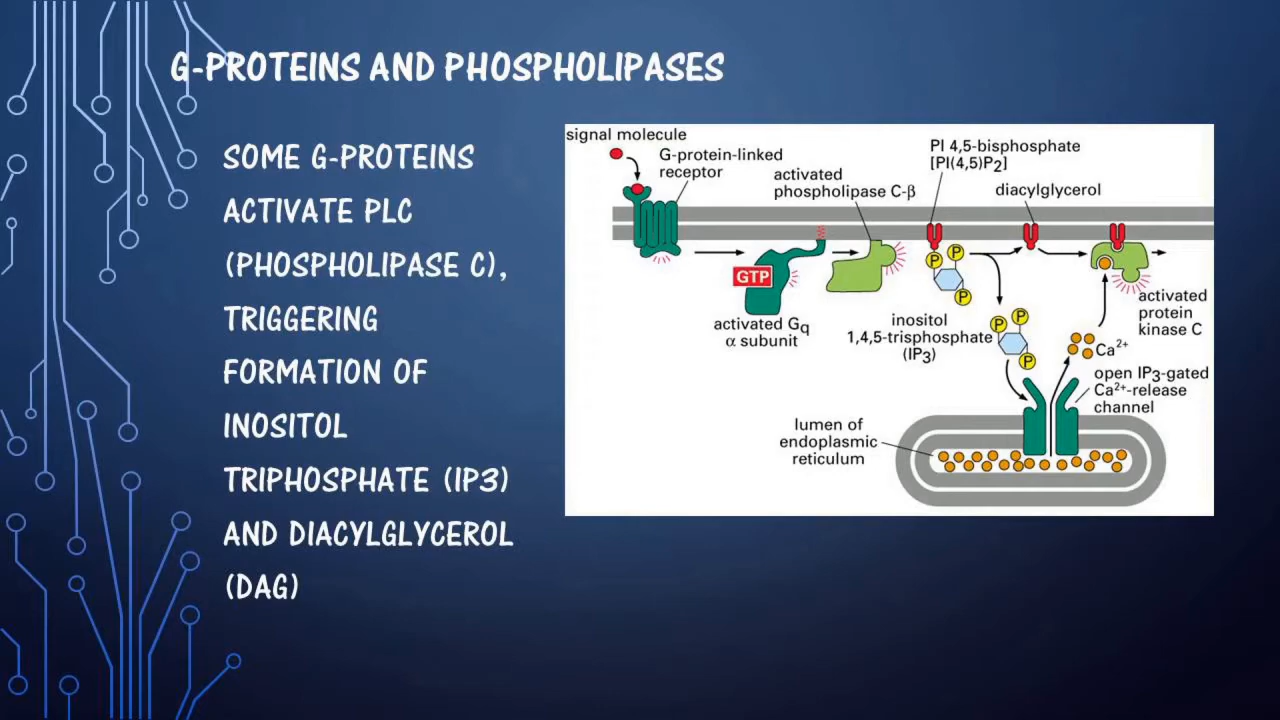 G-PROTEINS AND PHOSPHOLIPASES
SOME G-PROTEINS
ACTIVATE PLC
(PHOSPHOLIPASE C),
TRIGGERING
FORMATION OF
INOSITOL
TRIPHOSPHATE (IP3)
AND DIACYLGLYCEROL
(DAG)
signal molecule
G-protein-linked
receptor
activated
phospholipase C-β
PI 4,5-bisphosphate
[PI(4,5)P₂]
diacylglycerol
GTP
activated Gq
α subunit
P
P
P
inositol
1,4,5-trisphosphate
(IP₃)
P
P
P
activated
protein
kinase C
Ca²⁺
open IP₃-gated
Ca²⁺-release
channel
lumen of
endoplasmic
reticulum